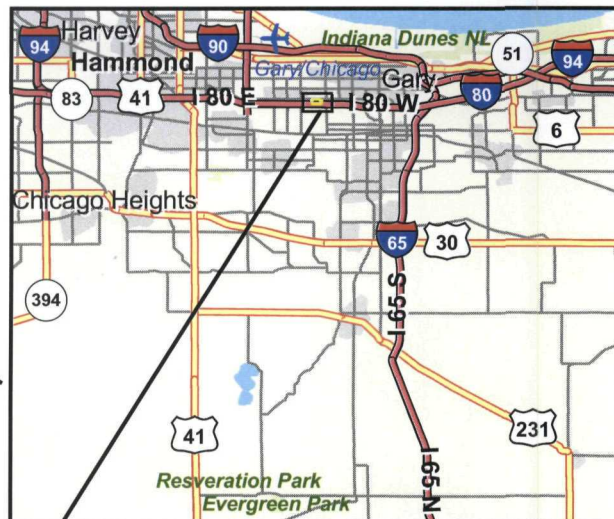 Harvey
Indiana Dunes NL
51
94
90
94
Hammond
Gary/Chicago
Gary
83
41
I 80 E
I 80 W
80
6
Chicago Heights
65
30
394
I 65 S
41
231
I 65 N
Resveration Park
Evergreen Park